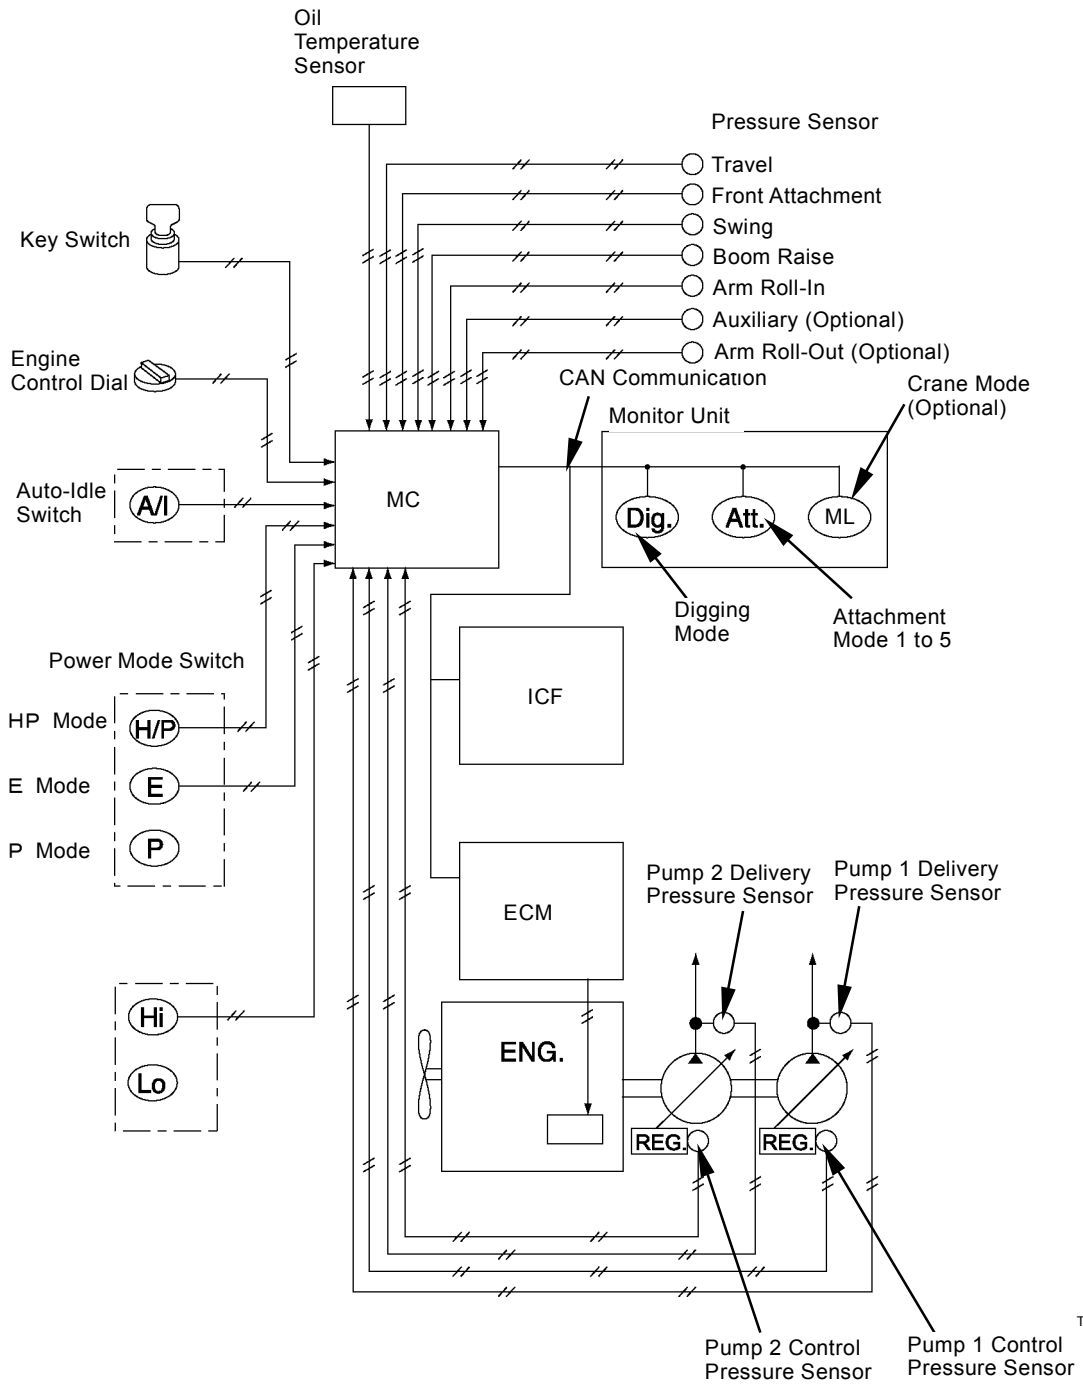 Oil
Temperature
Sensor
Pressure Sensor
Travel
Front Attachment
Swing
Boom Raise
Arm Roll-In
Auxiliary (Optional)
Arm Roll-Out (Optional)
Key Switch
Engine
Control Dial
CAN Communication
Crane Mode
(Optional)
Monitor Unit
Auto-Idle
Switch
A/I
MC
Dig.
Att.
ML
Digging
Mode
Attachment
Mode 1 to 5
Power Mode Switch
HP Mode
H/P
E Mode
E
P Mode
P
ICF
ECM
Pump 2 Delivery
Pressure Sensor
Pump 1 Delivery
Pressure Sensor
Hi
Lo
ENG.
REG.
REG.
T
Pump 2 Control
Pressure Sensor
Pump 1 Control
Pressure Sensor